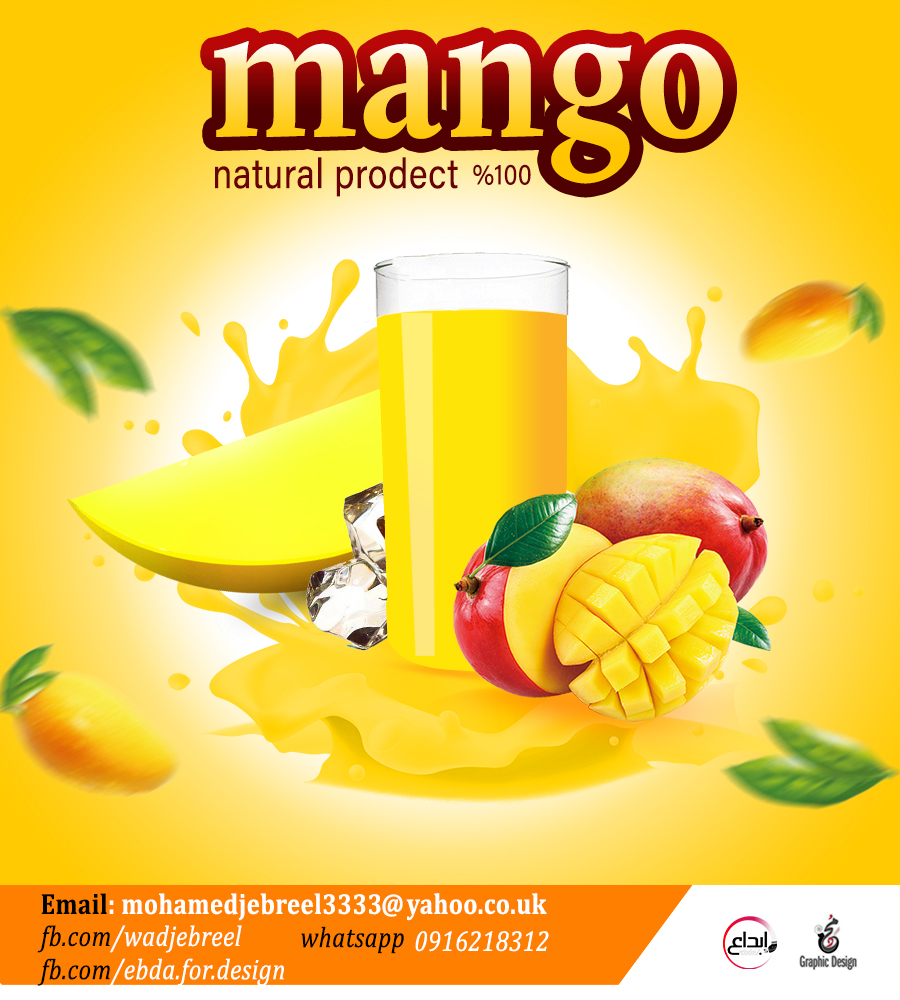 mango
natural prodect %100
Email: mohamedjebreel3333@yahoo.co.uk
fb.com/wadjebreel whatsapp 0916218312
fb.com/ebda.for.design
ابداع
Graphic Design